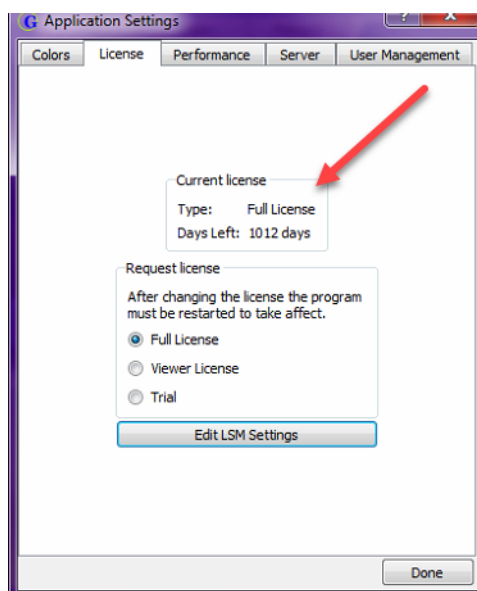 G Application Settings
? X
Colors License Performance Server User Management
Current license
Type: Full License
Days Left: 1012 days
Request license
After changing the license the program
must be restarted to take affect.
Full License
Viewer License
Trial
Edit LSM Settings
Done